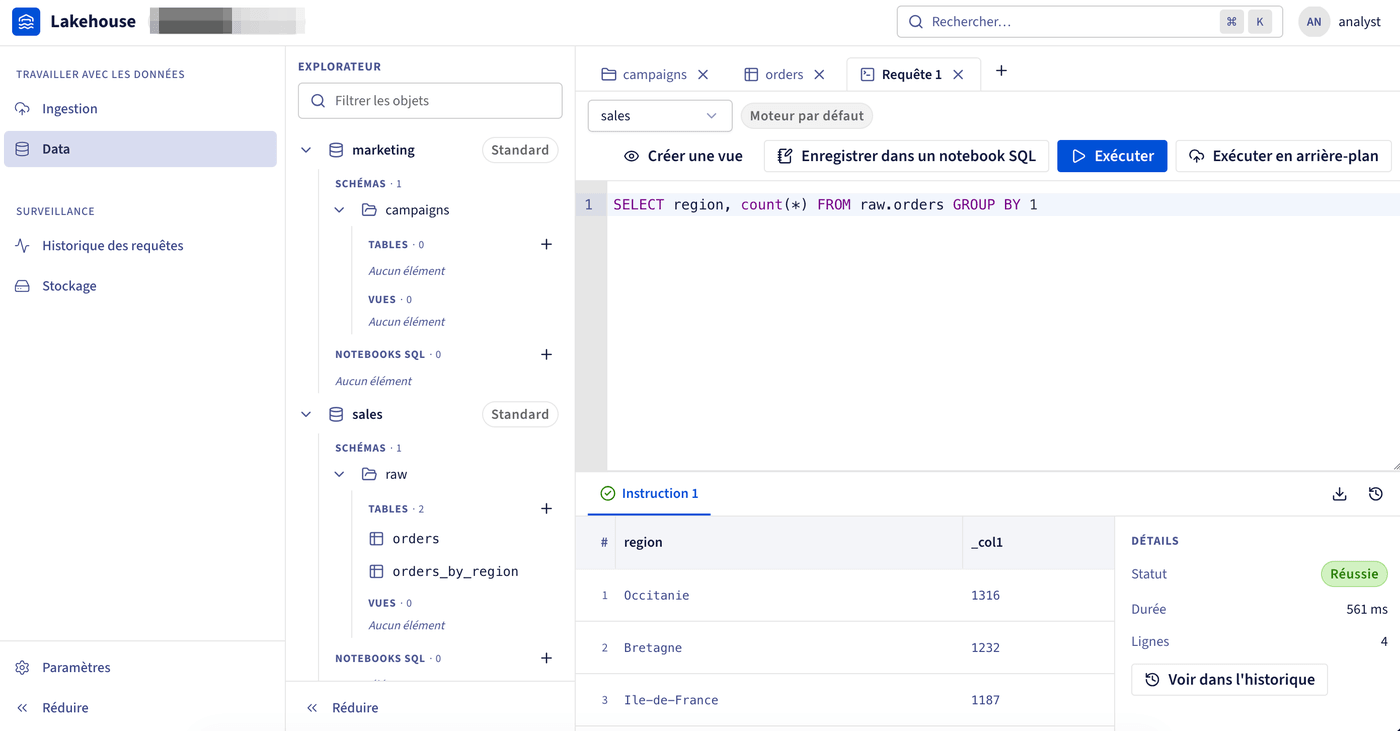 Lakehouse
Rechercher…
⌘ K
AN
analyst
TRAVAILLER AVEC LES DONNÉES
Ingestion
Data
SURVEILLANCE
Historique des requêtes
Stockage
Paramètres
Réduire
EXPLORATEUR
Filtrer les objets
marketing Standard
SCHÉMAS · 1
campaigns
TABLES · 0
Aucun élément
VUES · 0
Aucun élément
NOTEBOOKS SQL · 0
Aucun élément
sales Standard
SCHÉMAS · 1
raw
TABLES · 2
orders
orders_by_region
VUES · 0
Aucun élément
NOTEBOOKS SQL · 0
Réduire
campaigns orders Requête 1
sales Moteur par défaut
Créer une vue Enregistrer dans un notebook SQL Exécuter Exécuter en arrière-plan
1 SELECT region, count(*) FROM raw.orders GROUP BY 1
Instruction 1
# region _col1
1 Occitanie 1316
2 Bretagne 1232
3 Ile-de-France 1187
DÉTAILS
Statut Réussie
Durée 561 ms
Lignes 4
Voir dans l'historique